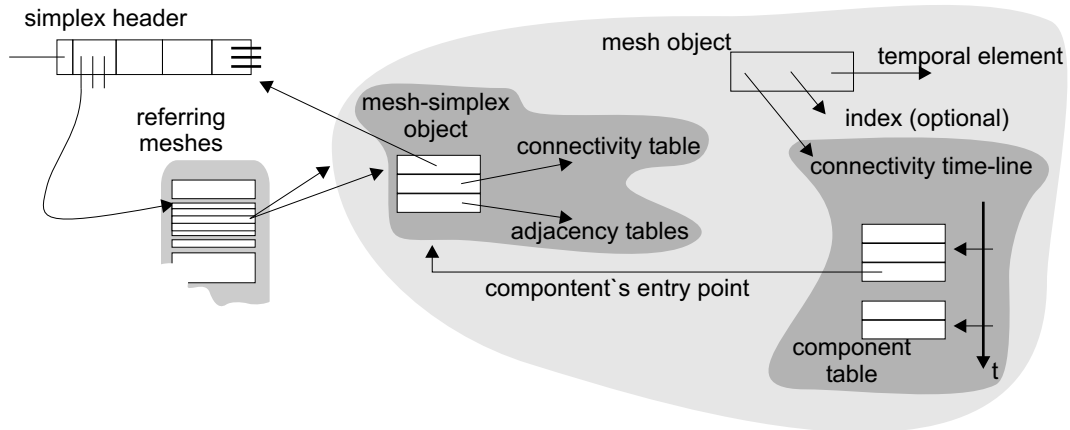 simplex header
referring
meshes
mesh-simplex
object
connectivity table
adjacency tables
mesh object
temporal element
index (optional)
connectivity time-line
compontent`s entry point
component
table
t